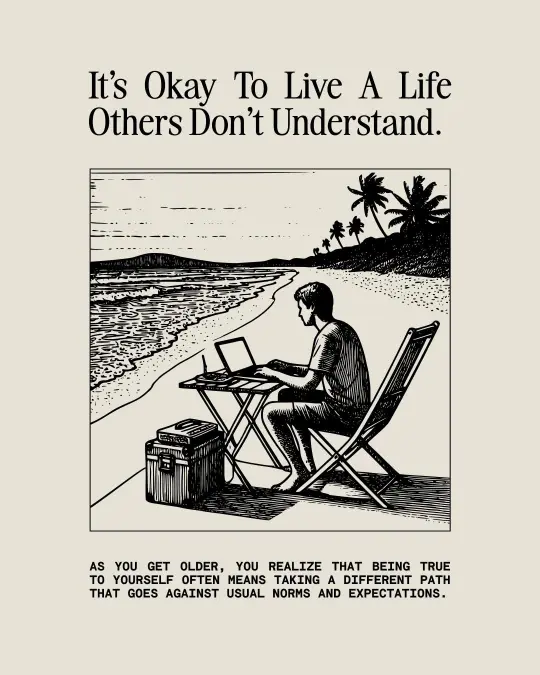 It’s Okay To Live A Life
Others Don’t Understand.
AS YOU GET OLDER, YOU REALIZE THAT BEING TRUE
TO YOURSELF OFTEN MEANS TAKING A DIFFERENT PATH
THAT GOES AGAINST USUAL NORMS AND EXPECTATIONS.